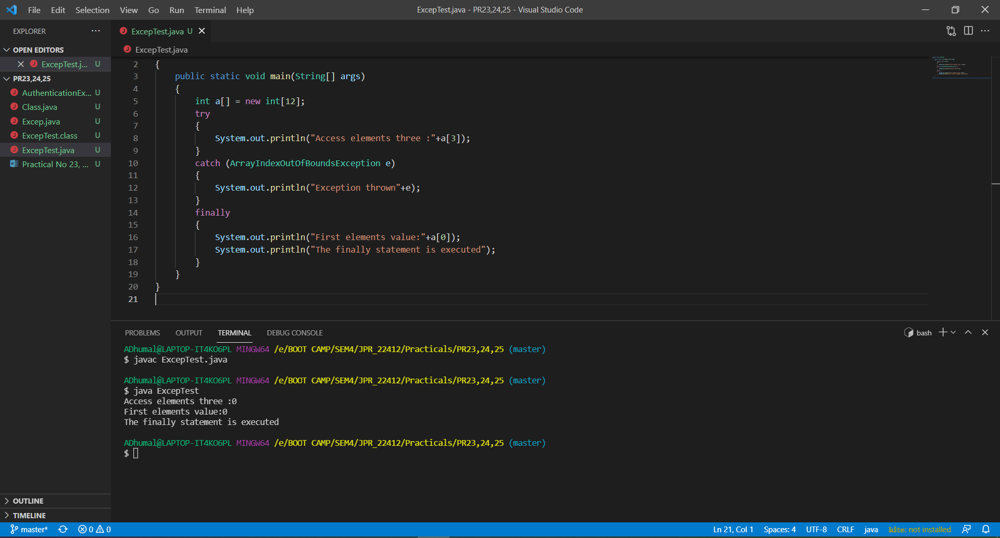 File Edit Selection View Go Run Terminal Help
ExcepTest.java - PR23,24,25 - Visual Studio Code
EXPLORER
OPEN EDITORS
ExcepTest.j... U
PR23,24,25
AuthenticationEx... U
Class.java U
Excep.java U
ExcepTest.class U
ExcepTest.java U
Practical No 23, ... U
OUTLINE
TIMELINE
ExcepTest.java U
ExcepTest.java
2 {
3 public static void main(String[] args)
4 {
5 int a[] = new int[12];
6 try
7 {
8 System.out.println("Access elements three :"+a[3]);
9 }
10 catch (ArrayIndexOutOfBoundsException e)
11 {
12 System.out.println("Exception thrown"+e);
13 }
14 finally
15 {
16 System.out.println("First elements value:"+a[0]);
17 System.out.println("The finally statement is executed");
18 }
19 }
20 }
21
PROBLEMS OUTPUT TERMINAL DEBUG CONSOLE
bash
ADhumal@LAPTOP-IT4KO6PL MINGW64 /e/BOOT CAMP/SEM4/JPR_22412/Practicals/PR23,24,25 (master)
$ javac ExcepTest.java
ADhumal@LAPTOP-IT4KO6PL MINGW64 /e/BOOT CAMP/SEM4/JPR_22412/Practicals/PR23,24,25 (master)
$ java ExcepTest
Access elements three :0
First elements value:0
The finally statement is executed
ADhumal@LAPTOP-IT4KO6PL MINGW64 /e/BOOT CAMP/SEM4/JPR_22412/Practicals/PR23,24,25 (master)
$
master* 0 0
Ln 21, Col 1 Spaces: 4 UTF-8 CRLF java kite: not installed